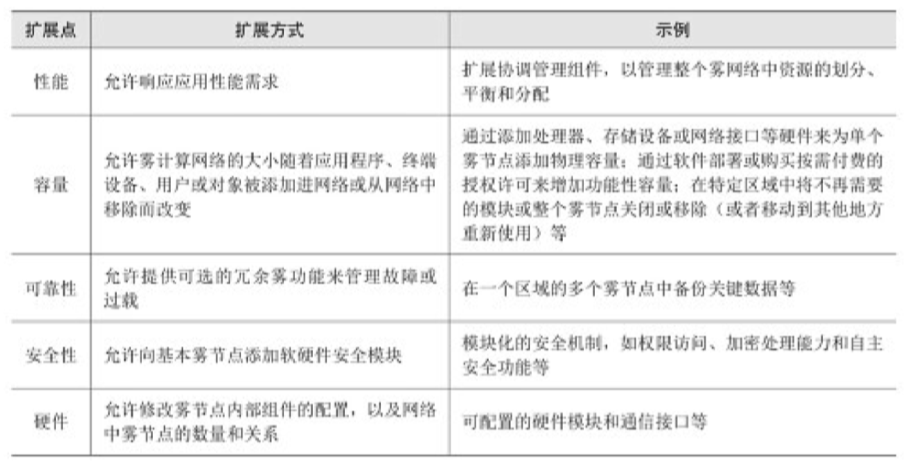 扩展点 扩展方式 示例
性能 允许响应应用性能需求 扩展协调管理组件，以管理整个雾网络中资源的划分、
平衡和分配
容量 允许雾计算网络的大小随着应用程序、终端
设备、用户或对象被添加进网络或从网络中
移除而改变
通过添加处理器、存储设备或网络接口等硬件来为单个
雾节点添加物理容量；通过软件部署或购买按需付费的
授权许可来增加功能性容量；在特定区域中将不再需要
的模块或整个雾节点关闭或移除（或者移动到其他地方
重新使用）等
可靠性 允许提供可选的冗余雾功能来管理故障或
过载
在一个区域的多个雾节点中备份关键数据等
安全性 允许向基本雾节点添加软硬件安全模块
模块化的安全机制，如权限访问、加密处理能力和自主
安全功能等
硬件 允许修改雾节点内部组件的配置，以及网络
中雾节点的数量和关系
可配置的硬件模块和通信接口等